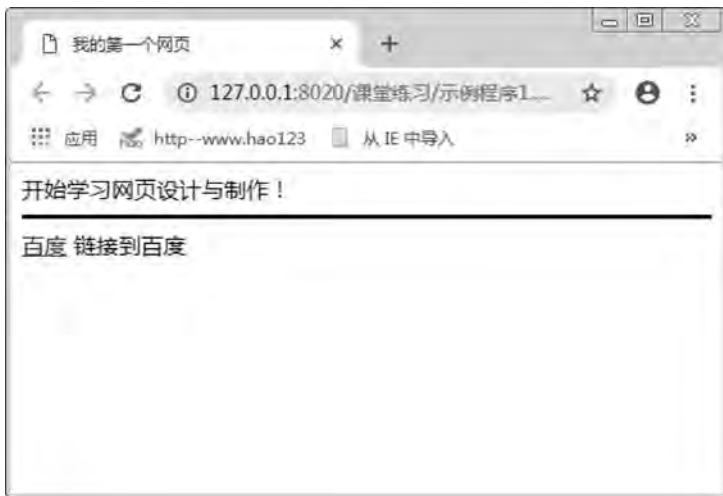 我的第一个网页
127.0.0.1:8020/课堂练习/示例程序1...
应用 http--www.hao123 从 IE 中导入
开始学习网页设计与制作！
百度 链接到百度